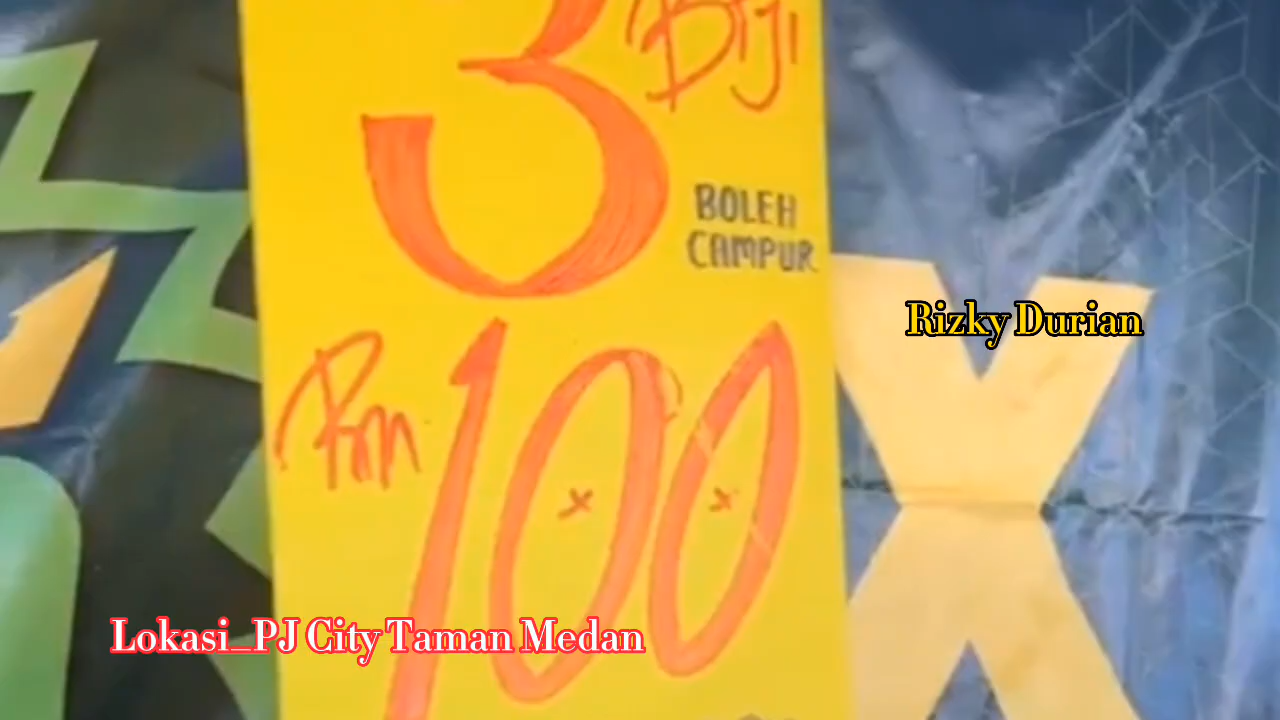 3 Biji
BOLEH
CAMPUR
Rm 100
X
Rizky Durian
Lokasi_PJ City Taman Medan